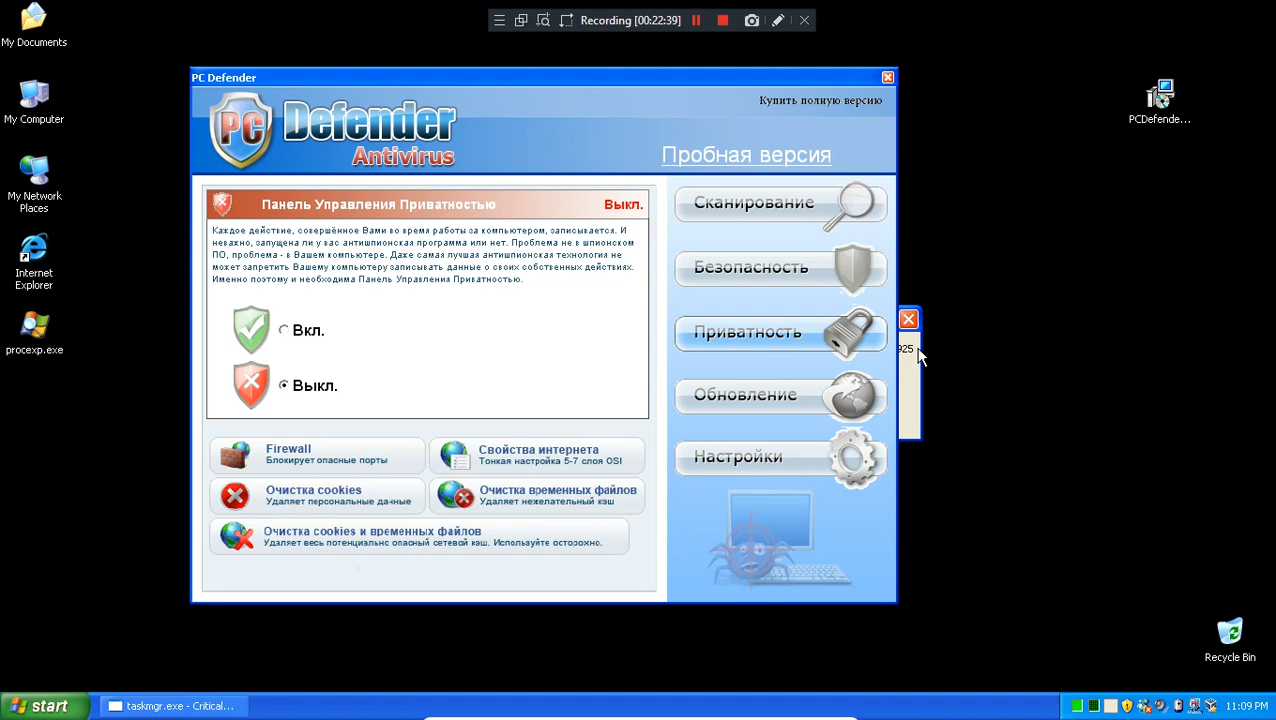 Recording [00:22:39]
My Documents
My Computer
My Network
Places
Internet
Explorer
procexp.exe
PCDefende...
PC Defender
Купить полную версию
PC Defender
Antivirus
Пробная версия
Панель Управления Приватностью
Выкл.
Каждое действие, совершённое Вами во время работы за компьютером, записывается. И
неважно, запущена ли у вас антишпионская программа или нет. Проблема не в шпионском
ПО, проблема - в Вашем компьютере. Даже самая лучшая антишпионская технология не
может запретить Вашему компьютеру записывать данные о своих собственных действиях.
Именно поэтому и необходима Панель Управления Приватностью.
Вкл.
Выкл.
Firewall
Блокирует опасные порты
Свойства интернета
Тонкая настройка 5-7 слоя OSI
Очистка cookies
Удаляет персональные данные
Очистка временных файлов
Удаляет нежелательный кэш
Очистка cookies и временных файлов
Удаляет весь потенциально опасный сетевой кэш. Используйте осторожно.
Сканирование
Безопасность
Приватность
Обновление
Настройки
925
Recycle Bin
start
taskmgr.exe - Critical...
11:09 PM